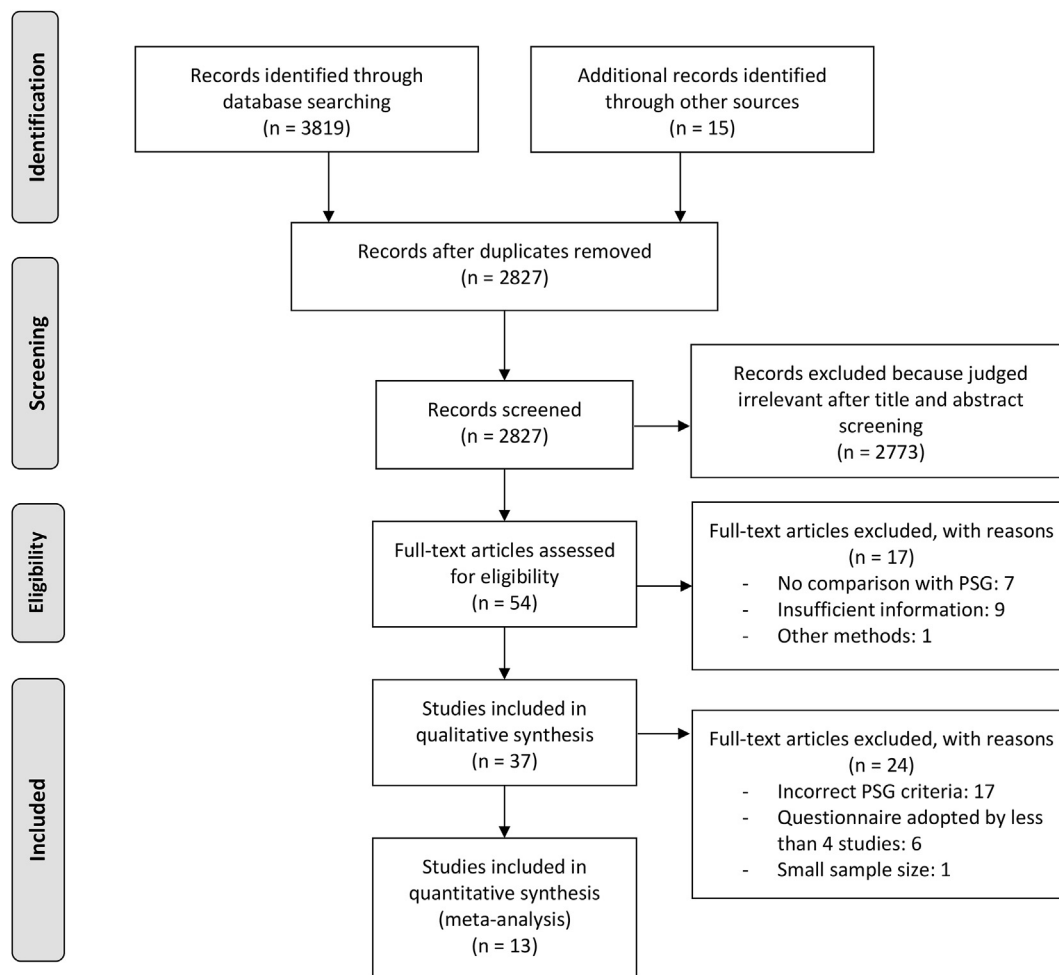 Identification
Records identified through
database searching
(n = 3819)
Additional records identified
through other sources
(n = 15)
Records after duplicates removed
(n = 2827)
Screening
Records screened
(n = 2827)
Records excluded because judged
irrelevant after title and abstract
screening
(n = 2773)
Eligibility
Full-text articles assessed
for eligibility
(n = 54)
Full-text articles excluded, with reasons
(n = 17)
- No comparison with PSG: 7
- Insufficient information: 9
- Other methods: 1
Included
Studies included in
qualitative synthesis
(n = 37)
Full-text articles excluded, with reasons
(n = 24)
- Incorrect PSG criteria: 17
- Questionnaire adopted by less
than 4 studies: 6
- Small sample size: 1
Studies included in
quantitative synthesis
(meta-analysis)
(n = 13)